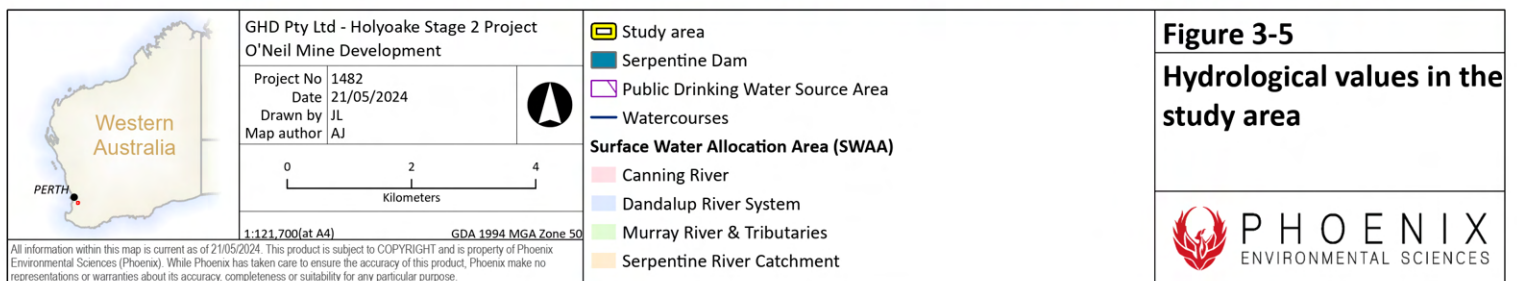 Western
Australia
PERTH
GHD Pty Ltd - Holyoake Stage 2 Project
O'Neil Mine Development
Project No 1482
Date 21/05/2024
Drawn by JL
Map author AJ
0 2 4
Kilometers
1:121,700(at A4) GDA 1994 MGA Zone 50
All information within this map is current as of 21/05/2024. This product is subject to COPYRIGHT and is property of Phoenix
Environmental Sciences (Phoenix). While Phoenix has taken care to ensure the accuracy of this product, Phoenix make no
representations or warranties about its accuracy, completeness or suitability for any particular purpose.
Study area
Serpentine Dam
Public Drinking Water Source Area
Watercourses
Surface Water Allocation Area (SWAA)
Canning River
Dandalup River System
Murray River & Tributaries
Serpentine River Catchment
Figure 3-5
Hydrological values in the
study area
PHOENIX
ENVIRONMENTAL SCIENCES